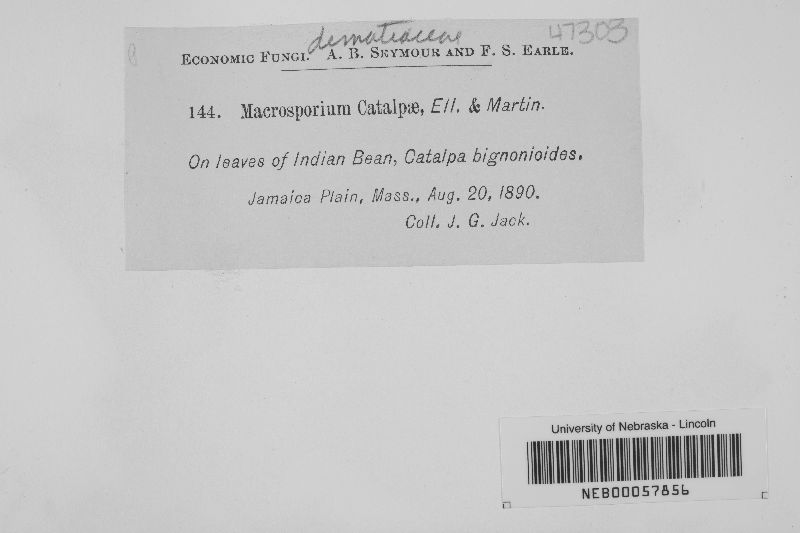 dematiaceae 47303
ECONOMIC FUNGI. A. B. SEYMOUR AND F. S. EARLE.
144. Macrosporium Catalpæ, Ell. & Martin.
On leaves of Indian Bean, Catalpa bignonioides.
Jamaica Plain, Mass., Aug. 20, 1890.
Coll. J. G. Jack.
University of Nebraska - Lincoln
NEB00057856